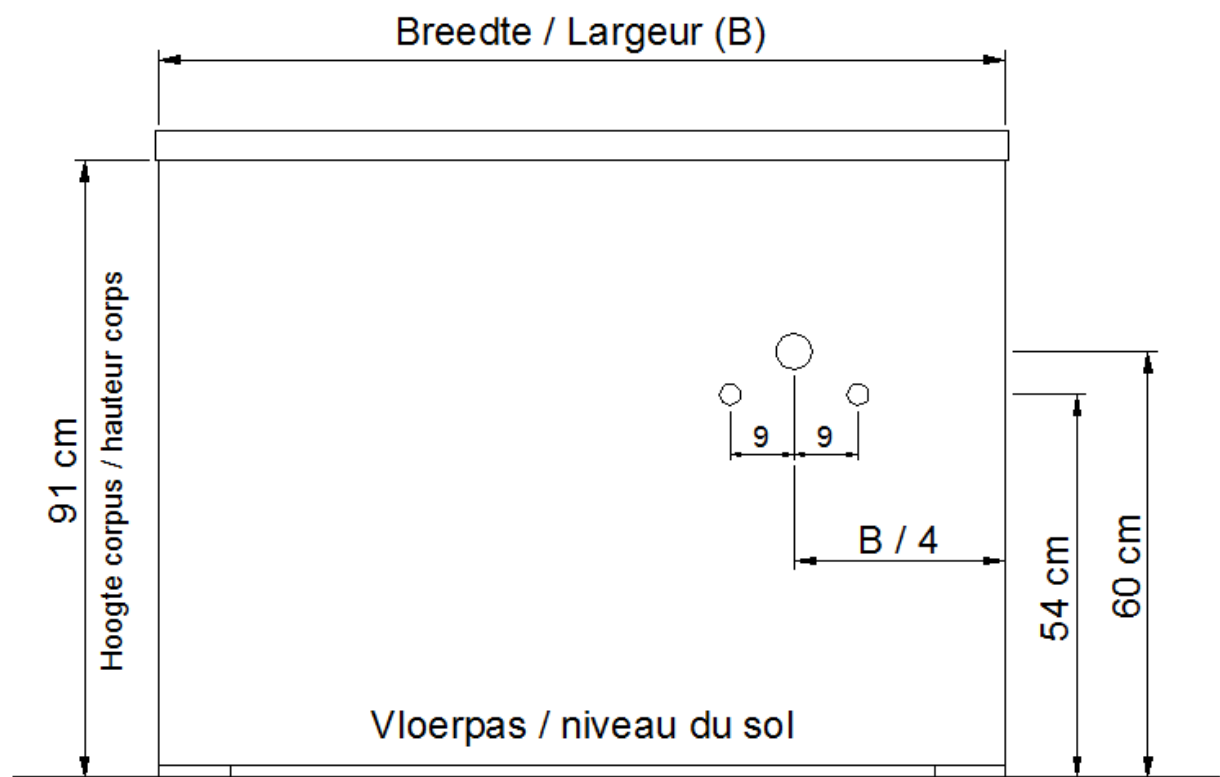 Breedte / Largeur (B)
91 cm
Hoogte corpus / hauteur corps
9
9
B / 4
54 cm
60 cm
Vloerpas / niveau du sol